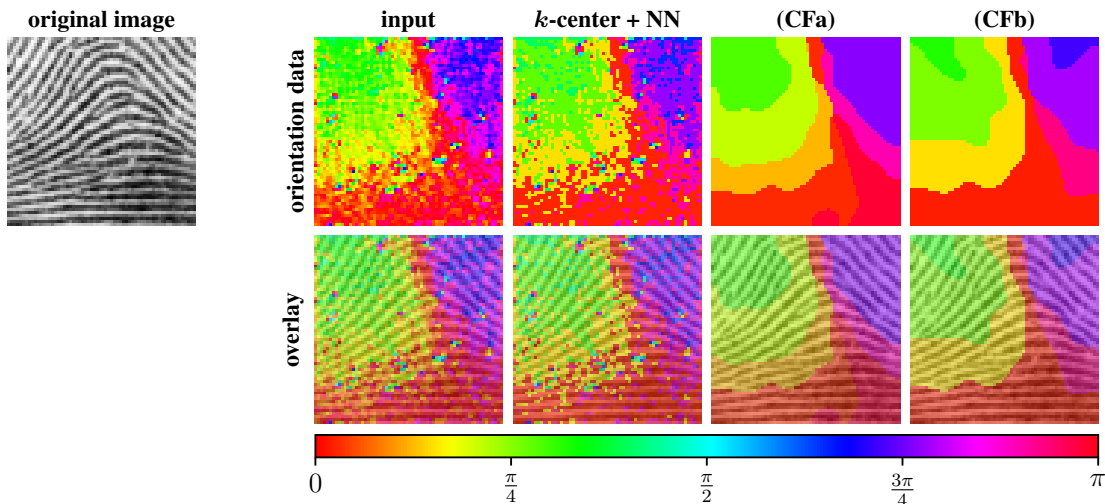 original image
input
k-center + NN
(CFa)
(CFb)
orientation data
overlay
0
π/4
π/2
3π/4
π